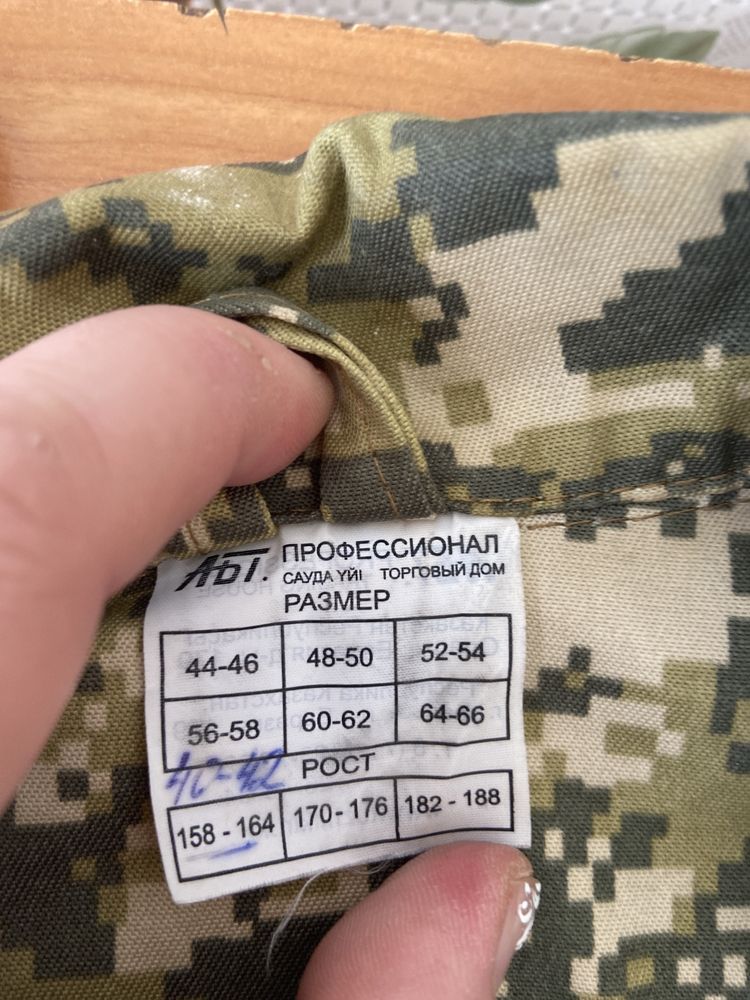 АБТ. ПРОФЕССИОНАЛ
САУДА ҮЙІ ТОРГОВЫЙ ДОМ
РАЗМЕР
44-46 48-50 52-54
56-58 60-62 64-66
40-42 РОСТ
158 - 164 170 - 176 182 - 188